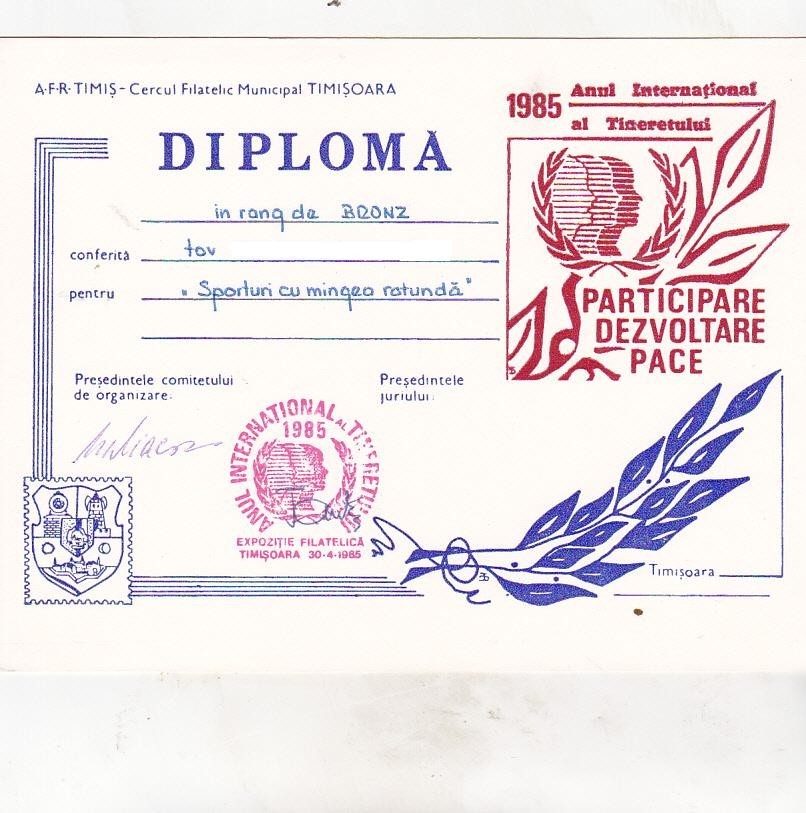 A·F·R· TIMIȘ - Cercul Filatelic Municipal TIMIȘOARA
1985 Anul Internațional
al Tineretului
DIPLOMĂ
in rang de BRONZ
conferită tov
pentru "Sporturi cu mingea rotundă"
PARTICIPARE
DEZVOLTARE
PACE
Președintele comitetului
de organizare:
Președintele
juriului:
ANUL INTERNAȚIONAL AL TINERETULUI
1985
EXPOZIȚIE FILATELICĂ
TIMIȘOARA 30·4·1985
Timișoara